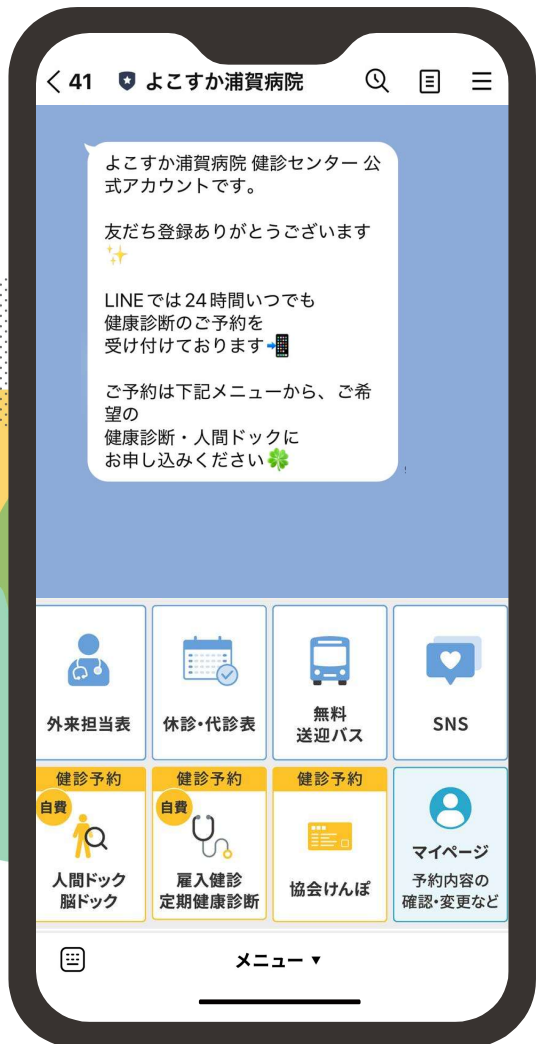 41 よこすか浦賀病院
よこすか浦賀病院 健診センター 公
式アカウントです。
友だち登録ありがとうございます
✨
LINEでは24時間いつでも
健康診断のご予約を
受け付けております📲
ご予約は下記メニューから、ご希
望の
健康診断・人間ドックに
お申し込みください🍀
外来担当表
休診・代診表
無料
送迎バス
SNS
健診予約
自費
人間ドック
脳ドック
健診予約
自費
雇入健診
定期健康診断
健診予約
協会けんぽ
マイページ
予約内容の
確認・変更など
メニュー ▼